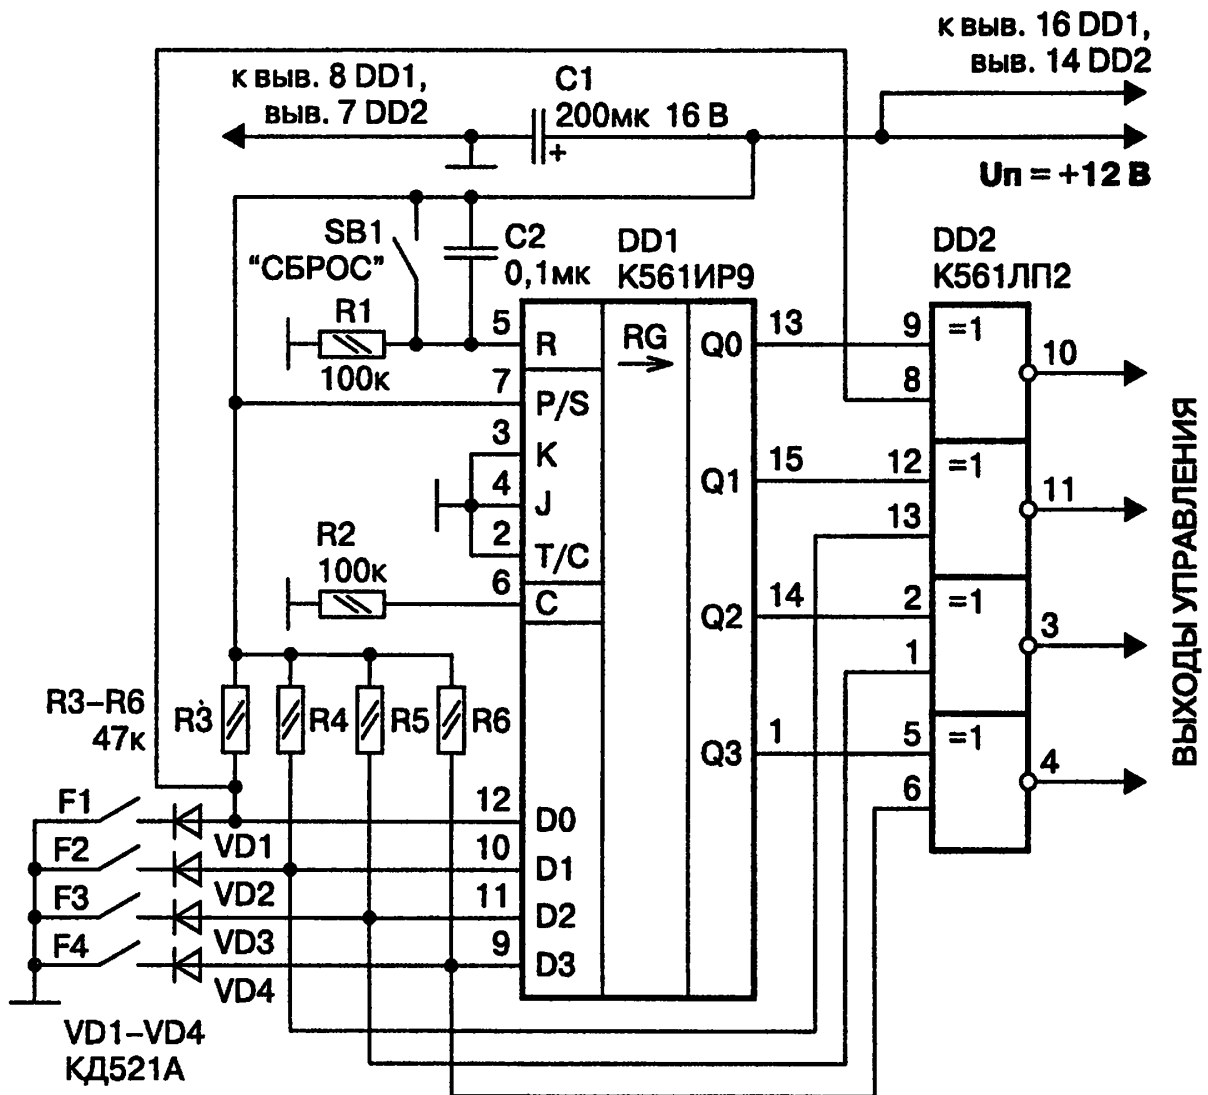 к выв. 16 DD1,
выв. 14 DD2
к выв. 8 DD1,
выв. 7 DD2
C1
200мк 16 В
+
Uп = +12 В
SB1
“СБРОС”
C2
0,1мк
DD1
К561ИР9
DD2
К561ЛП2
R1
100к
5
R
RG
Q0
13
9
=1
10
8
7
P/S
3
K
4
J
2
T/C
Q1
15
12
=1
11
13
R2
100к
6
C
Q2
14
2
=1
3
1
R3–R6
47к
R3
R4
R5
R6
Q3
1
5
=1
4
6
ВЫХОДЫ УПРАВЛЕНИЯ
F1
VD1
12
D0
F2
VD2
10
D1
F3
VD3
11
D2
F4
VD4
9
D3
VD1–VD4
КД521А